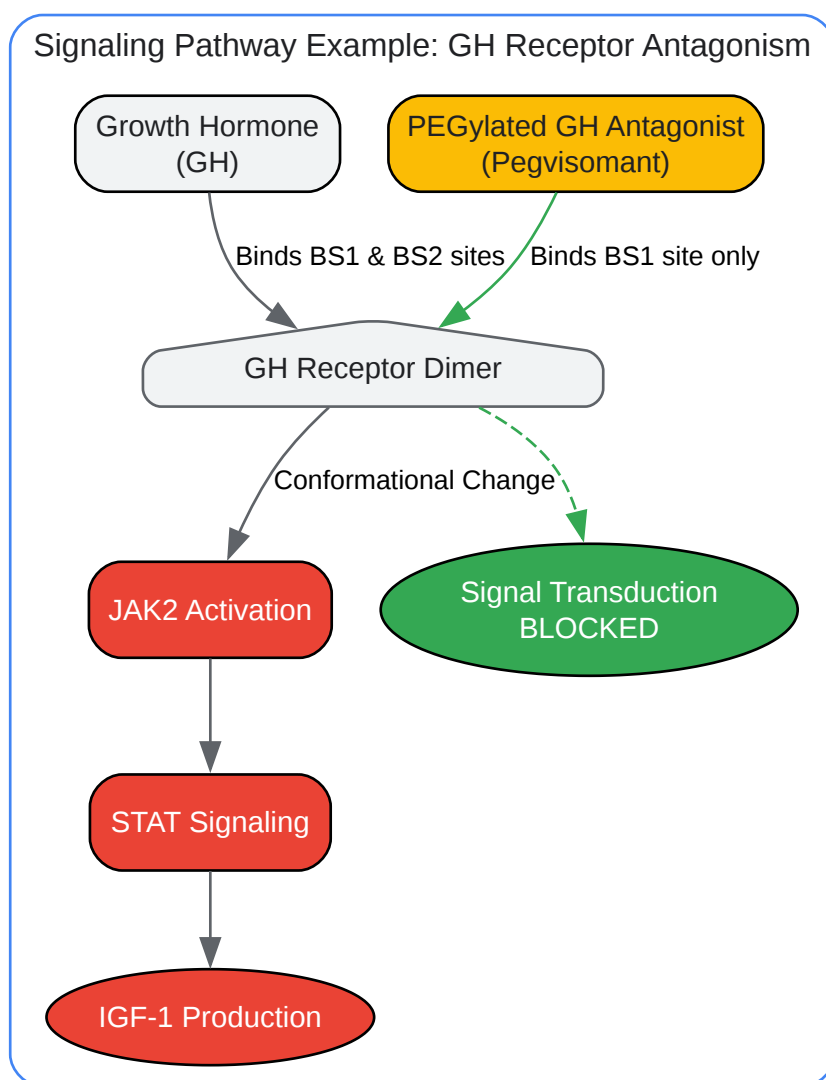 Signaling Pathway Example: GH Receptor Antagonism
Growth Hormone
(GH)
PEGylated GH Antagonist
(Pegvisomant)
Binds BS1 & BS2 sites
Binds BS1 site only
GH Receptor Dimer
Conformational Change
JAK2 Activation
Signal Transduction
BLOCKED
STAT Signaling
IGF-1 Production